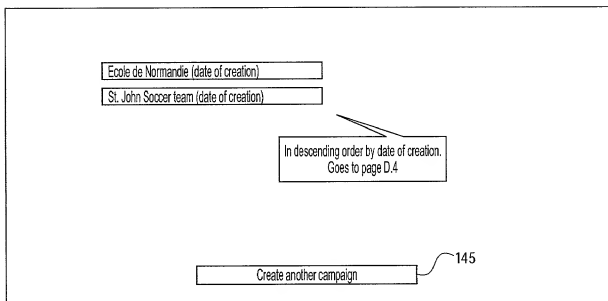 Ecole de Normandie (date of creation)
St. John Soccer team (date of creation)
In descending order by date of creation.
Goes to page D.4
145
Create another campaign